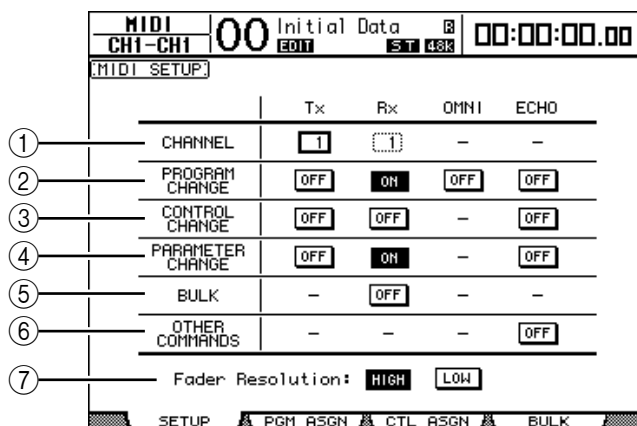 MIDI
CH1-CH1
00
Initial Data
R
EDIT
ST
48K
00:00:00.00
MIDI SETUP
Tx Rx OMNI ECHO
1 CHANNEL 1 1 – –
2 PROGRAM CHANGE OFF ON OFF OFF
3 CONTROL CHANGE OFF OFF – OFF
4 PARAMETER CHANGE OFF ON – OFF
5 BULK – OFF – –
6 OTHER COMMANDS – – – OFF
7 Fader Resolution: HIGH LOW
SETUP PGM ASGN CTL ASGN BULK